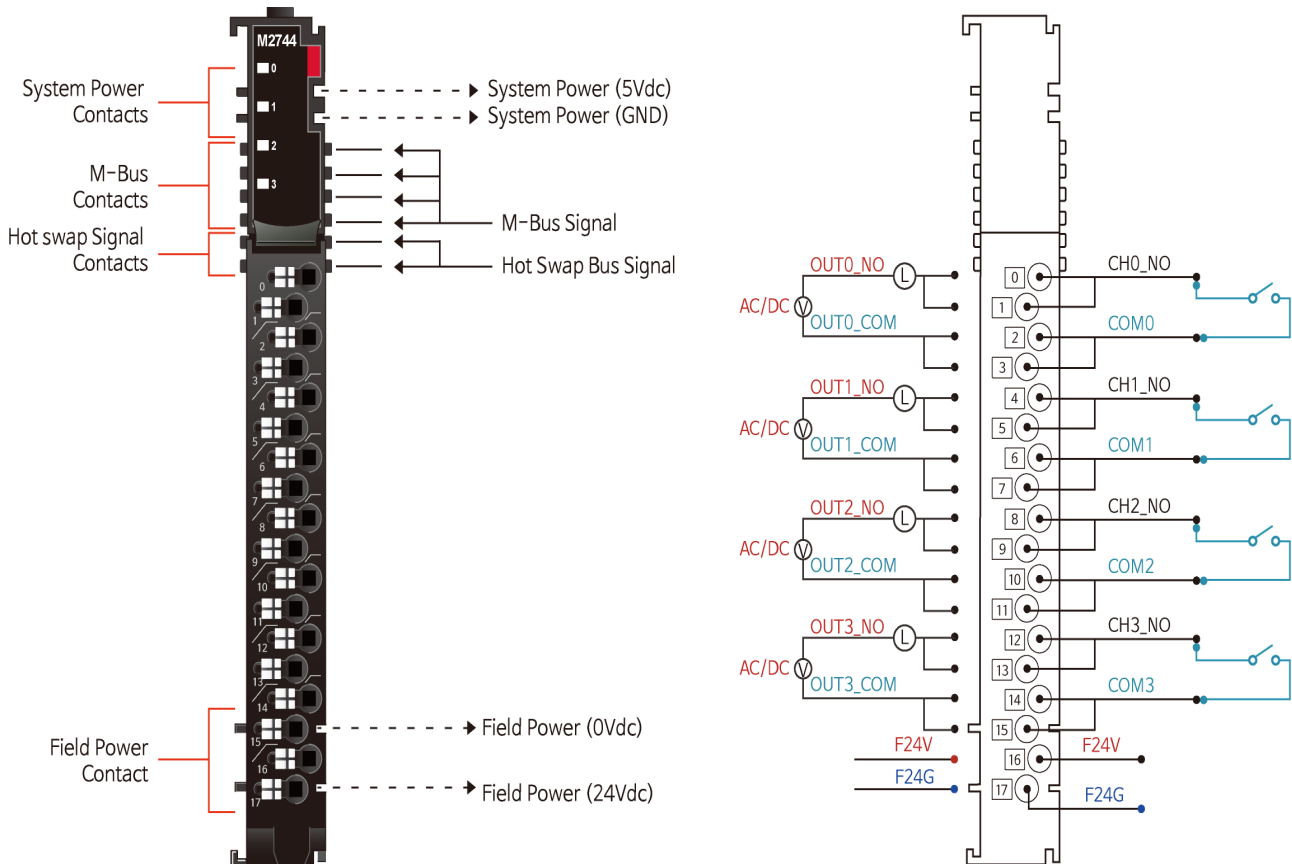 M2744
0
1
2
3
System Power
Contacts
M-Bus
Contacts
Hot swap Signal
Contacts
System Power (5Vdc)
System Power (GND)
M-Bus Signal
Hot Swap Bus Signal
0
1
2
3
4
5
6
7
8
9
10
11
12
13
14
15
16
17
Field Power
Contact
Field Power (0Vdc)
Field Power (24Vdc)
OUT0_NO
L
AC/DC V
OUT0_COM
OUT1_NO
L
AC/DC V
OUT1_COM
OUT2_NO
L
AC/DC V
OUT2_COM
OUT3_NO
L
AC/DC V
OUT3_COM
F24V
F24G
0
1
2
3
4
5
6
7
8
9
10
11
12
13
14
15
16
17
CH0_NO
COM0
CH1_NO
COM1
CH2_NO
COM2
CH3_NO
COM3
F24V
F24G